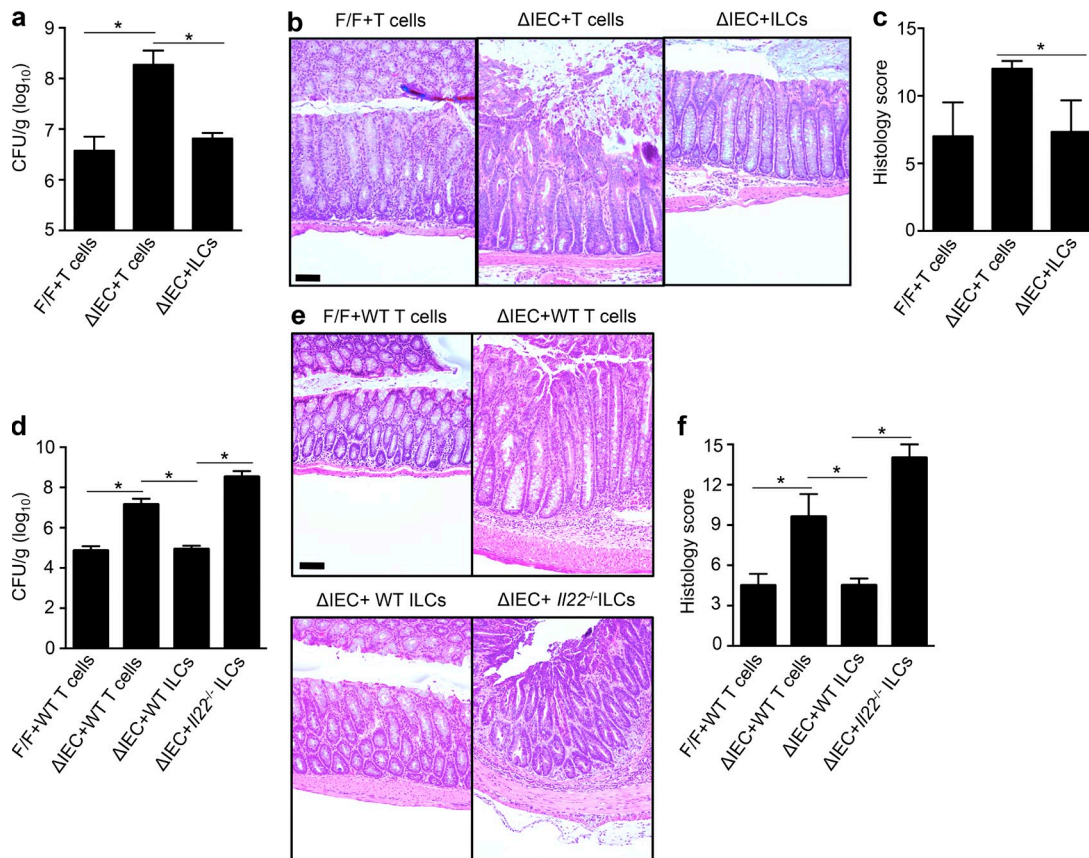 a
CFU/g (log₁₀)
9
8
7
6
5
*
*
F/F+T cells
ΔIEC+T cells
ΔIEC+ILCs
b
F/F+T cells
ΔIEC+T cells
ΔIEC+ILCs
c
Histology score
15
10
5
0
*
F/F+T cells
ΔIEC+T cells
ΔIEC+ILCs
d
CFU/g (log₁₀)
10
8
6
4
2
0
*
*
*
F/F+WT T cells
ΔIEC+WT T cells
ΔIEC+WT ILCs
ΔIEC+Il22⁻/⁻ ILCs
e
F/F+WT T cells
ΔIEC+WT T cells
ΔIEC+ WT ILCs
ΔIEC+ Il22⁻/⁻ILCs
f
Histology score
15
12
9
6
3
0
*
*
*
F/F+WT T cells
ΔIEC+WT T cells
ΔIEC+WT ILCs
ΔIEC+Il22⁻/⁻ ILCs